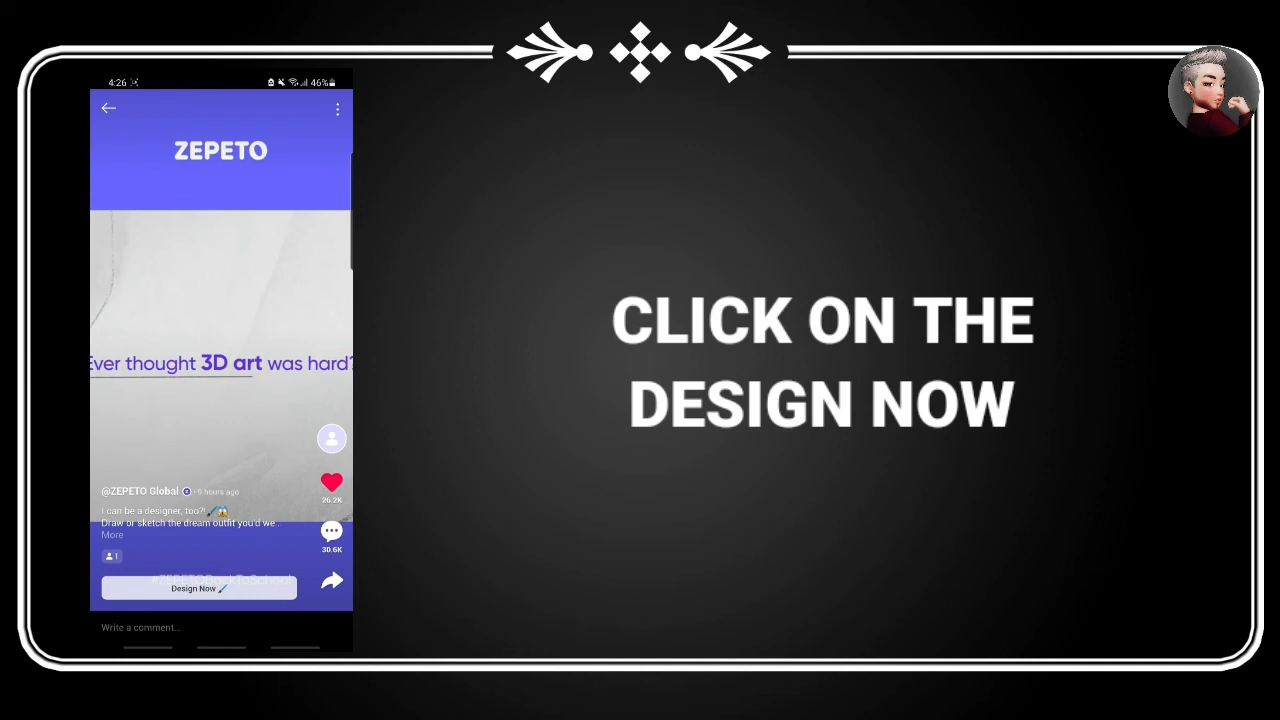 4:26
46%
ZEPETO
Ever thought 3D art was hard?
@ZEPETO Global · 9 hours ago
26.2K
I can be a designer, too?!🖌️😱
Draw or sketch the dream outfit you'd we..
More
30.6K
1
#ZEPETOBackToSchool
Design Now 🖌️
Write a comment...
CLICK ON THE
DESIGN NOW